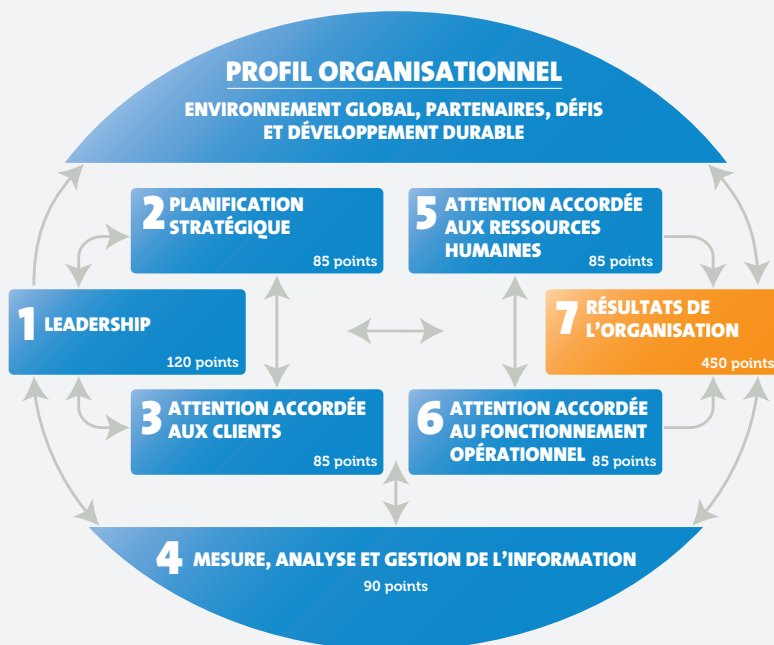 PROFIL ORGANISATIONNEL
ENVIRONNEMENT GLOBAL, PARTENAIRES, DÉFIS
ET DÉVELOPPEMENT DURABLE
1 LEADERSHIP
120 points
2 PLANIFICATION
STRATÉGIQUE
85 points
3 ATTENTION ACCORDÉE
AUX CLIENTS
85 points
5 ATTENTION ACCORDÉE
AUX RESSOURCES
HUMAINES
85 points
6 ATTENTION ACCORDÉE
AU FONCTIONNEMENT
OPÉRATIONNEL 85 points
7 RÉSULTATS DE
L'ORGANISATION
450 points
4 MESURE, ANALYSE ET GESTION DE L'INFORMATION
90 points